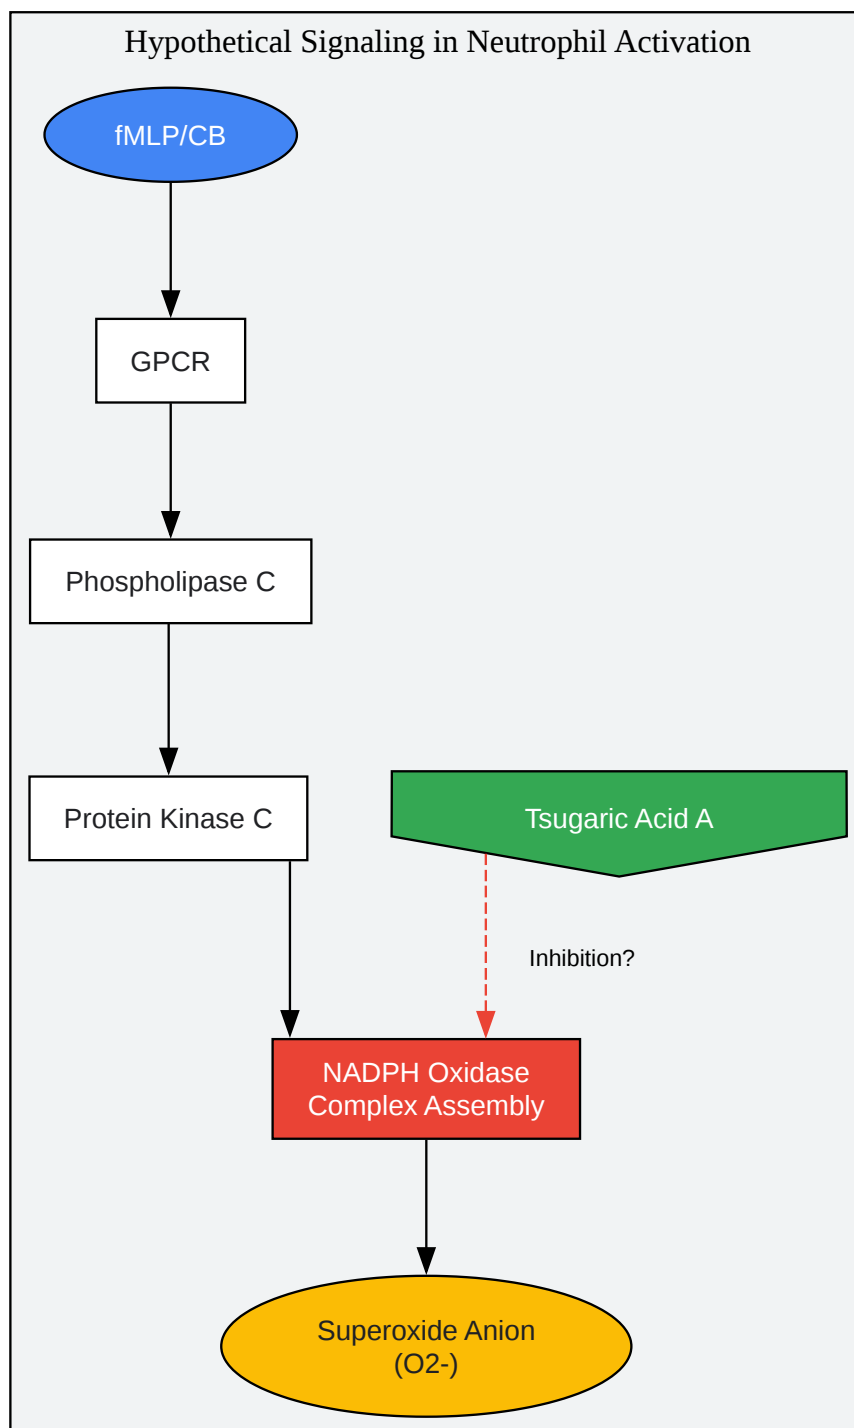 Hypothetical Signaling in Neutrophil Activation
fMLP/CB
GPCR
Phospholipase C
Protein Kinase C
Tsugaric Acid A
Inhibition?
NADPH Oxidase
Complex Assembly
Superoxide Anion
(O2-)